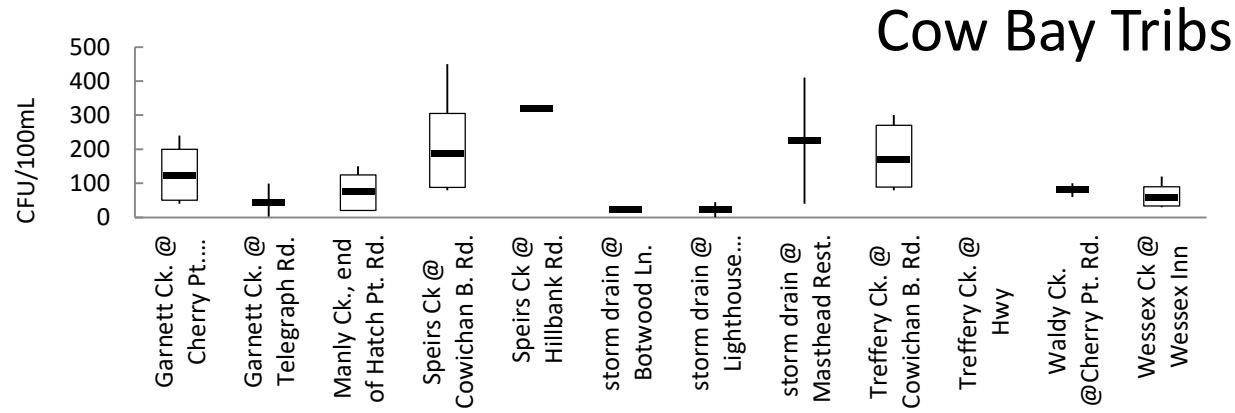 Cow Bay Tribs
CFU/100mL
500
400
300
200
100
0
Garnett Ck. @
Cherry Pt....
Garnett Ck. @
Telegraph Rd.
Manly Ck., end
of Hatch Pt. Rd.
Speirs Ck @
Cowichan B. Rd.
Speirs Ck @
Hillbank Rd.
storm drain @
Botwood Ln.
storm drain @
Lighthouse...
storm drain @
Masthead Rest.
Treffery Ck. @
Cowichan B. Rd.
Treffery Ck. @
Hwy
Waldy Ck.
@Cherry Pt. Rd.
Wessex Ck @
Wessex Inn